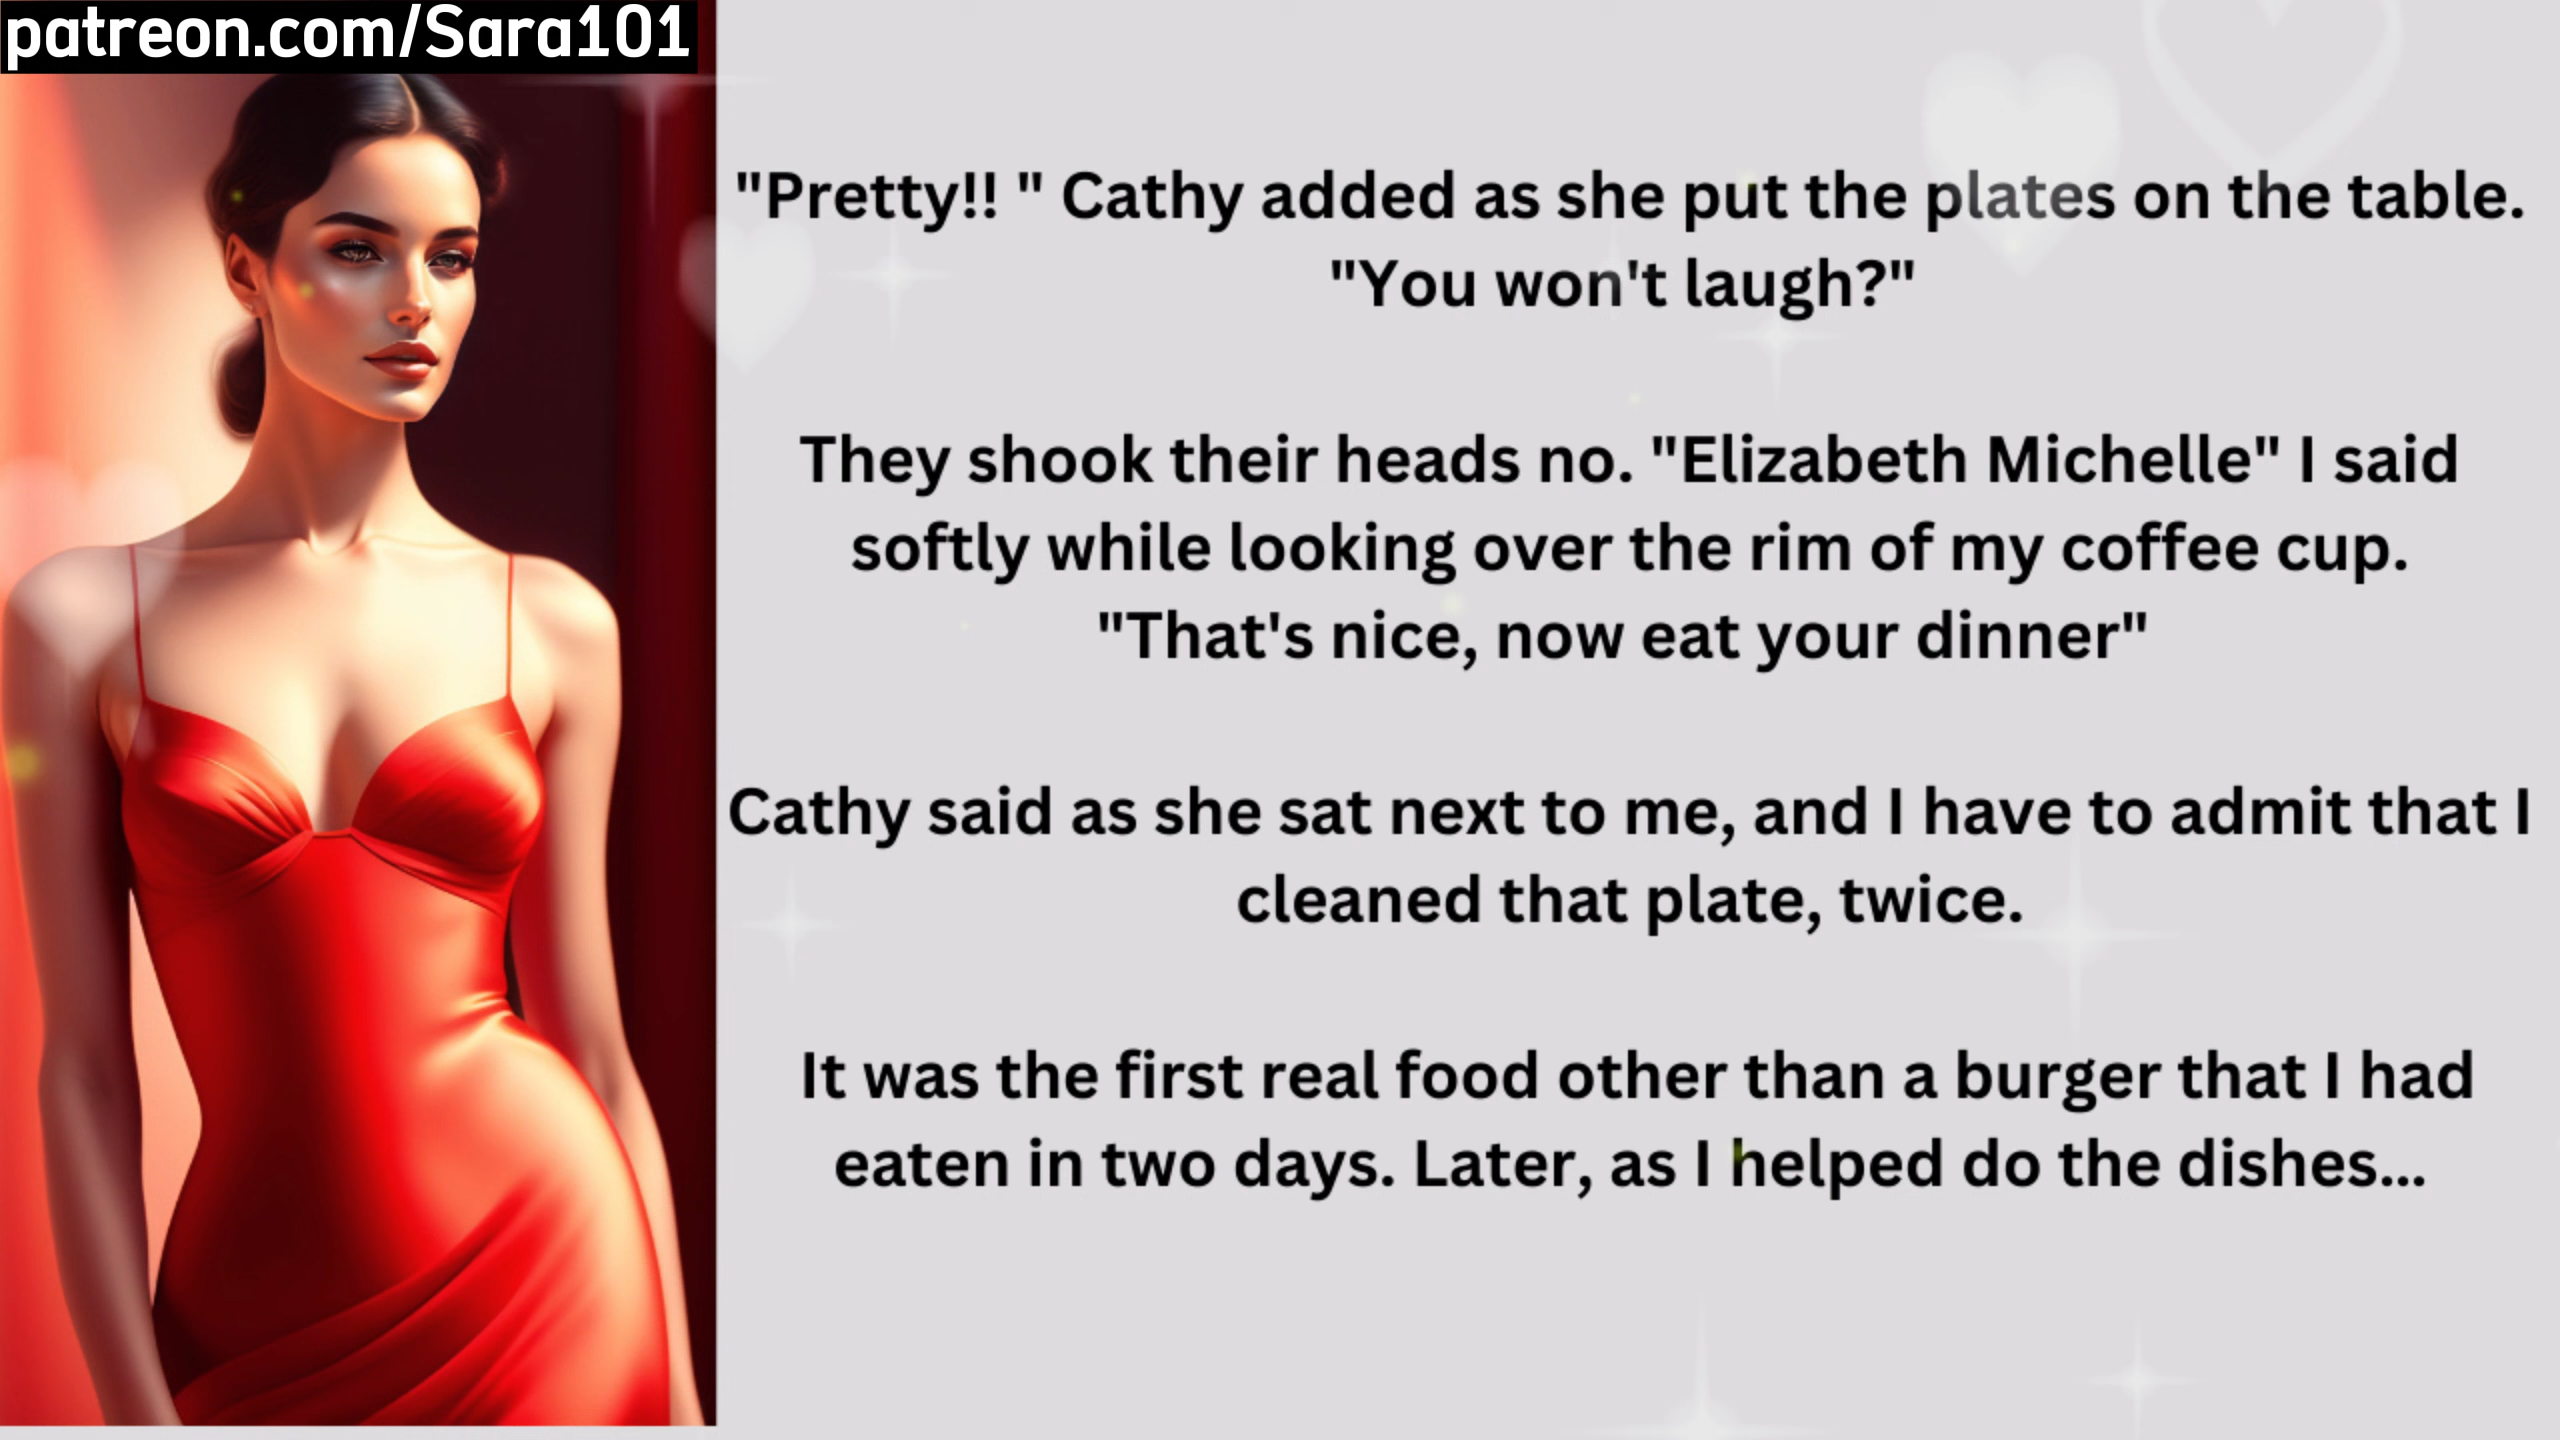 patreon.com/Sara101
"Pretty!! " Cathy added as she put the plates on the table.
"You won't laugh?"
They shook their heads no. "Elizabeth Michelle" I said
softly while looking over the rim of my coffee cup.
"That's nice, now eat your dinner"
Cathy said as she sat next to me, and I have to admit that I
cleaned that plate, twice.
It was the first real food other than a burger that I had
eaten in two days. Later, as I helped do the dishes...